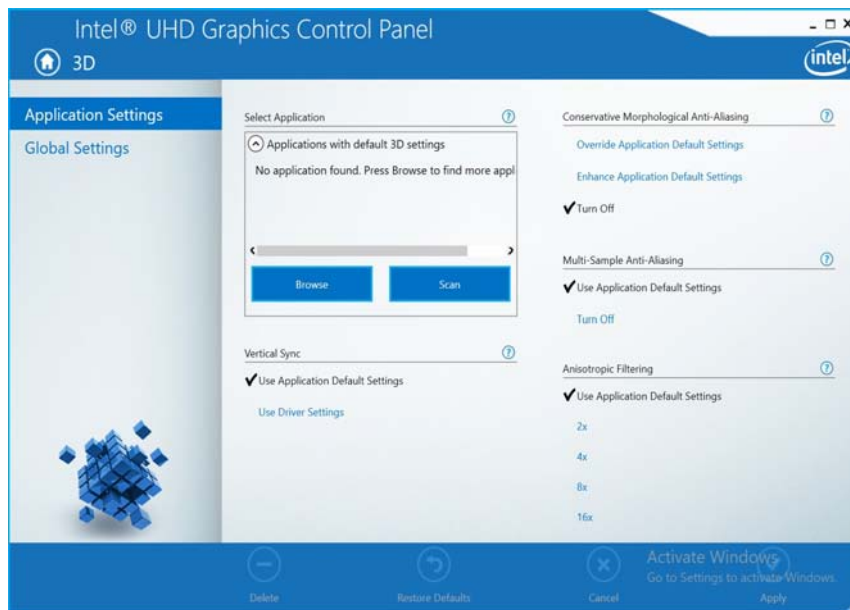 Intel® UHD Graphics Control Panel
3D
intel
Application Settings
Global Settings
Select Application
Applications with default 3D settings
No application found. Press Browse to find more appl
Browse
Scan
Vertical Sync
Use Application Default Settings
Use Driver Settings
Conservative Morphological Anti-Aliasing
Override Application Default Settings
Enhance Application Default Settings
Turn Off
Multi-Sample Anti-Aliasing
Use Application Default Settings
Turn Off
Anisotropic Filtering
Use Application Default Settings
2x
4x
8x
16x
Activate Windows
Go to Settings to activate Windows.
Delete
Restore Defaults
Cancel
Apply